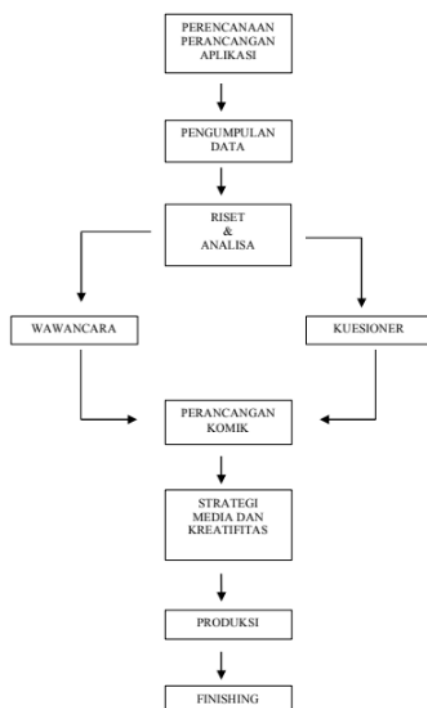 PERENCANAAN
PERANCANGAN
APLIKASI
PENGUMPULAN
DATA
RISET
&
ANALISA
WAWANCARA
KUESIONER
PERANCANGAN
KOMIK
STRATEGI
MEDIA DAN
KREATIFITAS
PRODUKSI
FINISHING